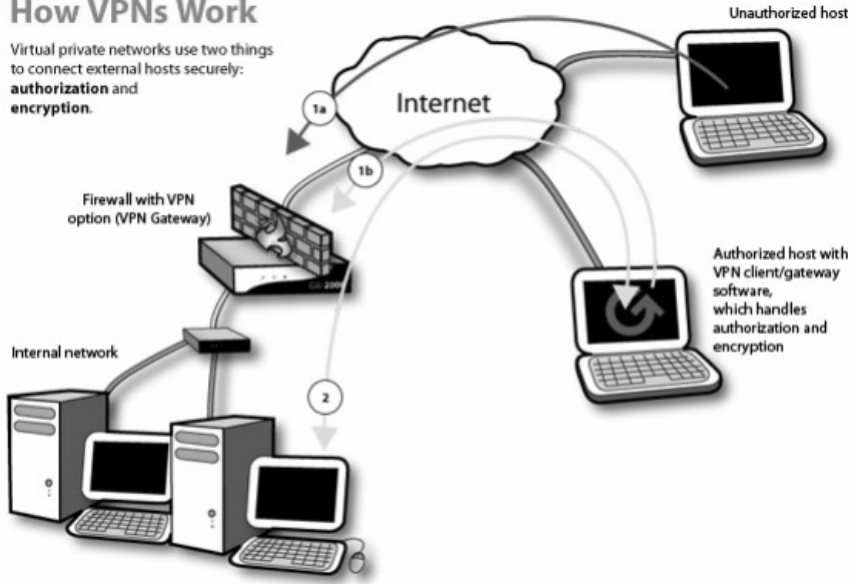 How VPNs Work
Virtual private networks use two things
to connect external hosts securely:
authorization and
encryption.
Unauthorized host
Internet
1a
1b
Firewall with VPN
option (VPN Gateway)
GB-2000
Authorized host with
VPN client/gateway
software,
which handles
authorization and
encryption
Internal network
2